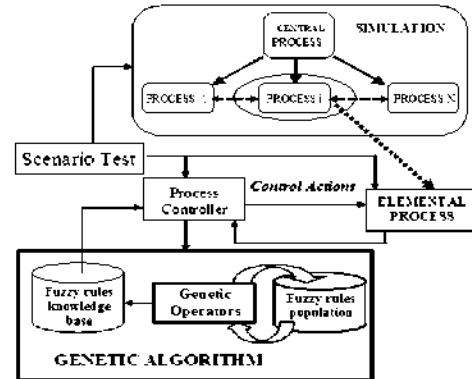 CENTRAL
PROCESS
SIMULATION
PROCESS 1
PROCESS i
PROCESS N
Scenario Test
Process
Controller
Control Actions
ELEMENTAL
PROCESS
Fuzzy rules
knowledge
base
Genetic
Operators
Fuzzy rules
population
GENETIC ALGORITHM